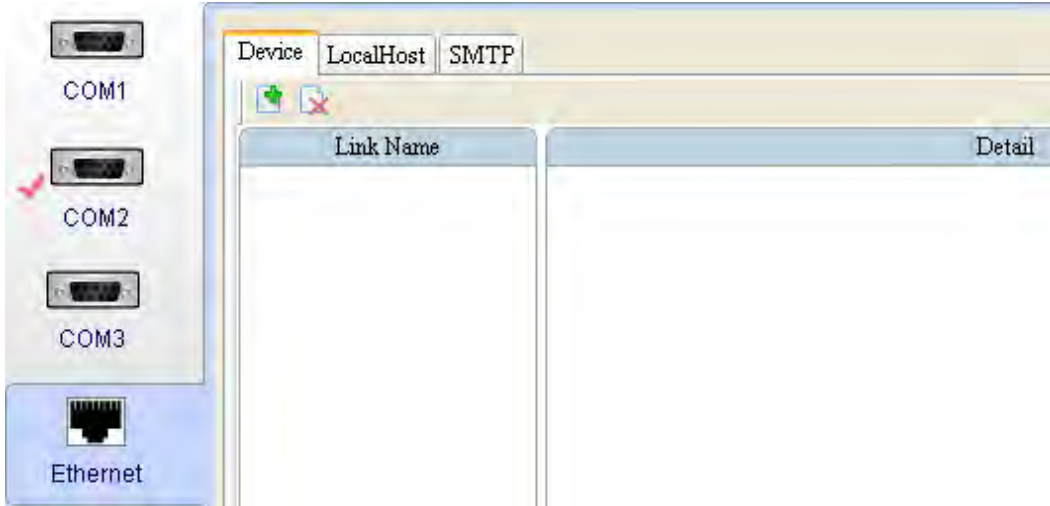 COM1
COM2
COM3
Ethernet
Device LocalHost SMTP
Link Name Detail